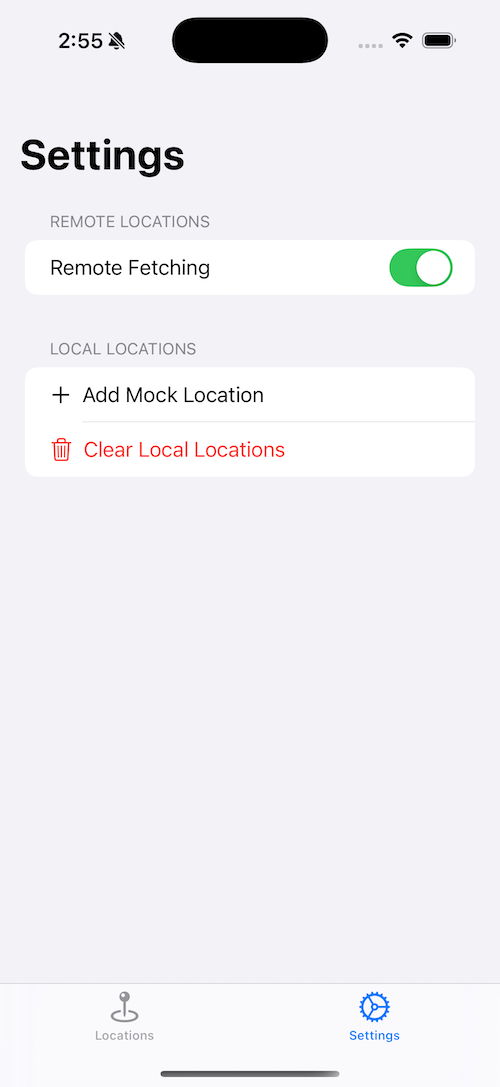 2:55
Settings
REMOTE LOCATIONS
Remote Fetching
LOCAL LOCATIONS
Add Mock Location
Clear Local Locations
Locations
Settings